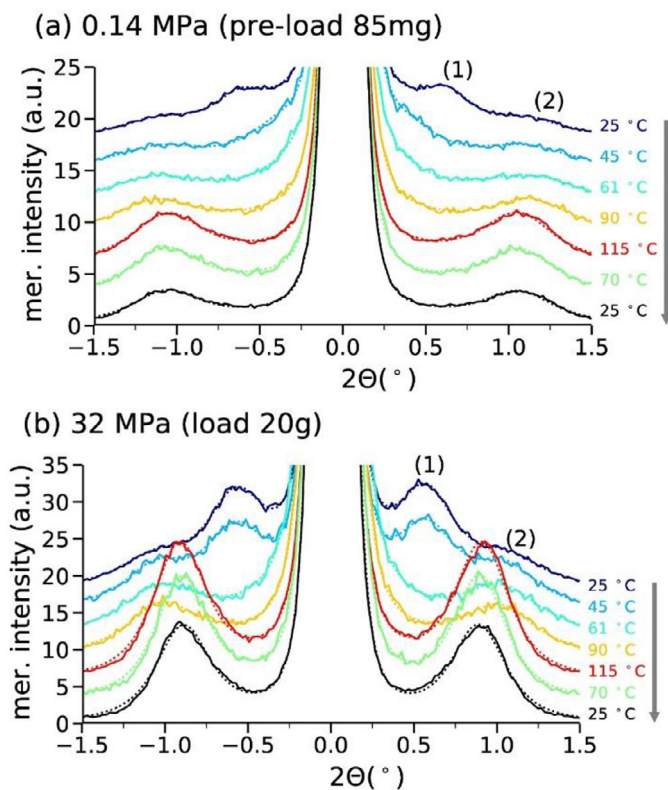 (a) 0.14 MPa (pre-load 85mg)
mer. intensity (a.u.)
25
20
15
10
5
0
(1)
(2)
25 °C
45 °C
61 °C
90 °C
115 °C
70 °C
25 °C
−1.5 −1.0 −0.5 0.0 0.5 1.0 1.5
2Θ(°)
(b) 32 MPa (load 20g)
mer. intensity (a.u.)
35
30
25
20
15
10
5
0
(1)
(2)
25 °C
45 °C
61 °C
90 °C
115 °C
70 °C
25 °C
−1.5 −1.0 −0.5 0.0 0.5 1.0 1.5
2Θ(°)